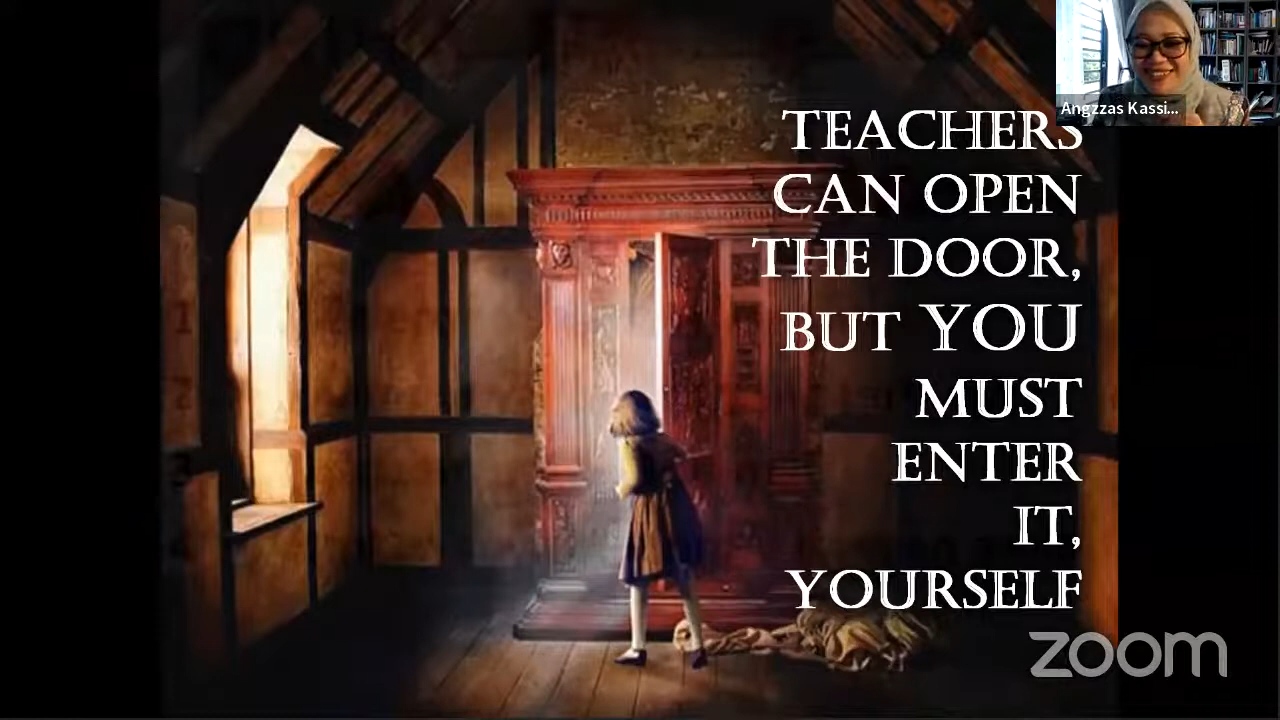 Angzzas Kassi...
TEACHERS
CAN OPEN
THE DOOR,
BUT YOU
MUST
ENTER
IT,
YOURSELF
zoom